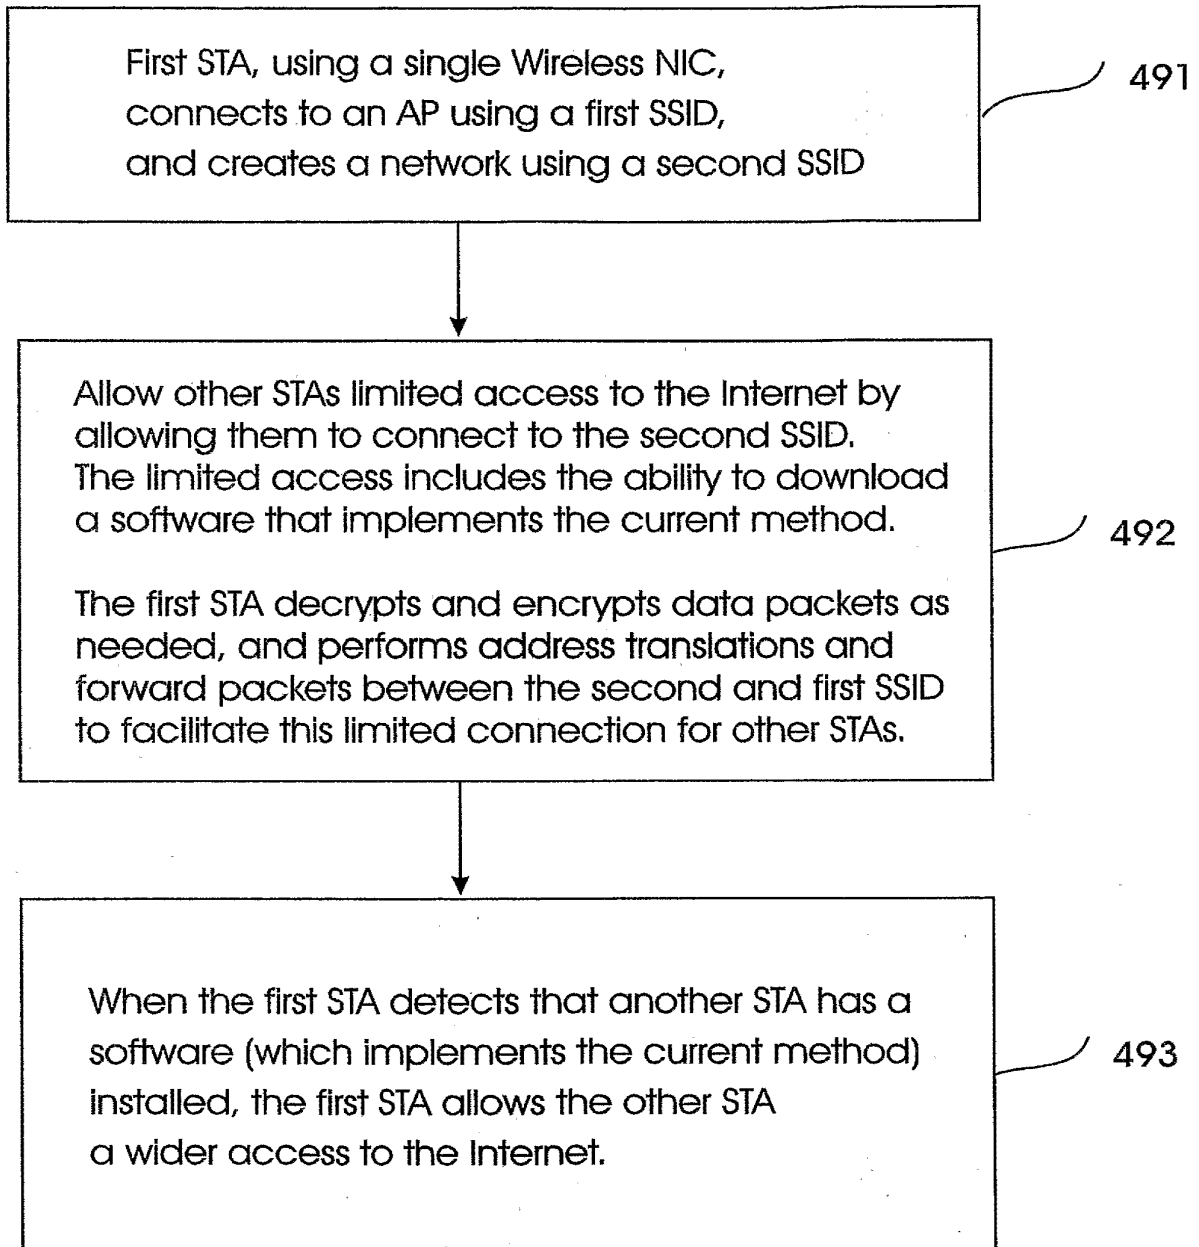 First STA, using a single Wireless NIC,
connects to an AP using a first SSID,
and creates a network using a second SSID
491
Allow other STAs limited access to the Internet by
allowing them to connect to the second SSID.
The limited access includes the ability to download
a software that implements the current method.
492
The first STA decrypts and encrypts data packets as
needed, and performs address translations and
forward packets between the second and first SSID
to facilitate this limited connection for other STAs.
When the first STA detects that another STA has a
software (which implements the current method)
493
installed, the first STA allows the other STA
a wider access to the Internet.